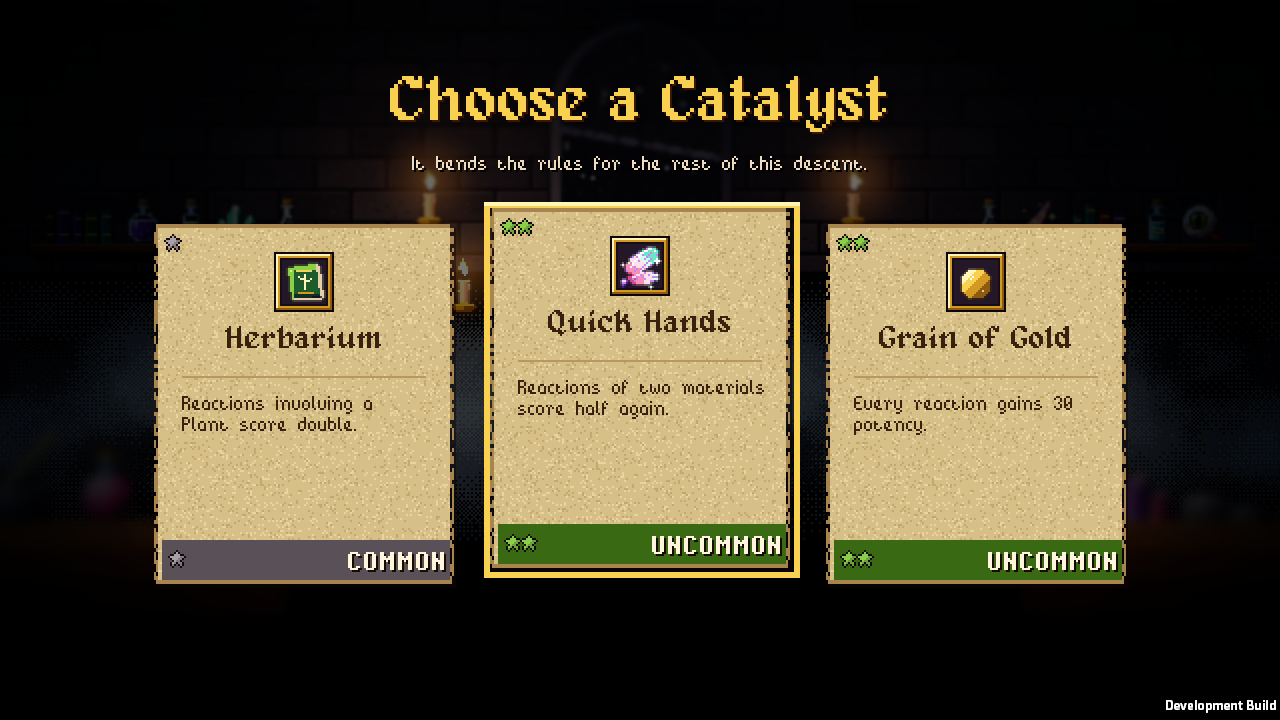 Choose a Catalyst
It bends the rules for the rest of this descent.
Herbarium
Reactions involving a
Plant score double.
COMMON
Quick Hands
Reactions of two materials
score half again.
UNCOMMON
Grain of Gold
Every reaction gains 30
potency.
UNCOMMON
Development Build